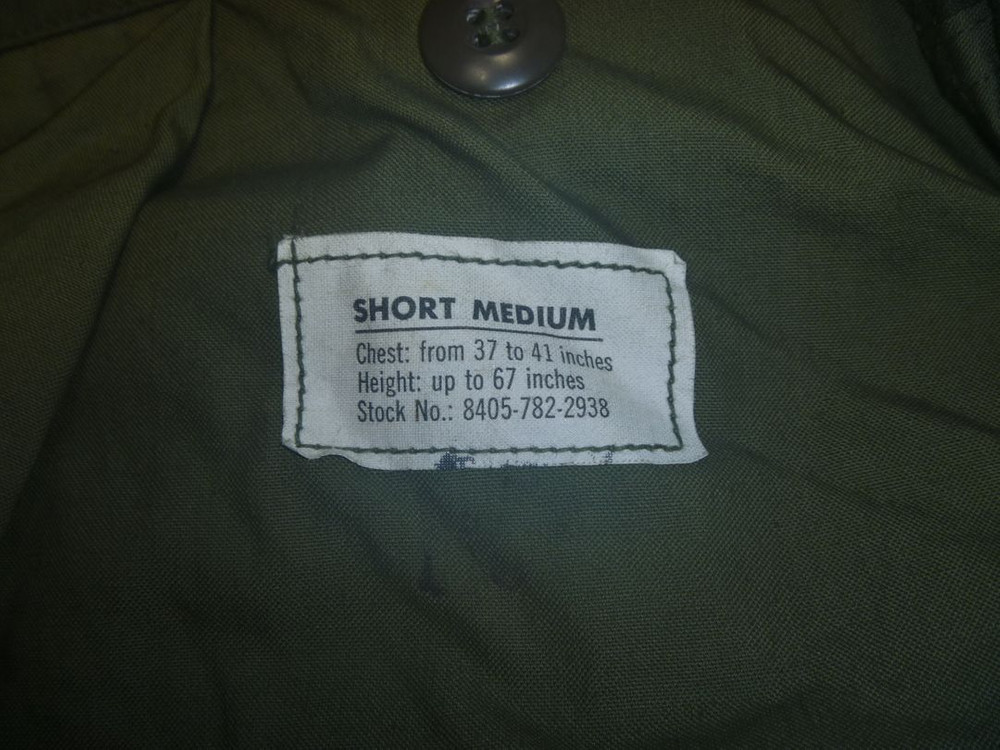 SHORT MEDIUM
Chest: from 37 to 41 inches
Height: up to 67 inches
Stock No.: 8405-782-2938